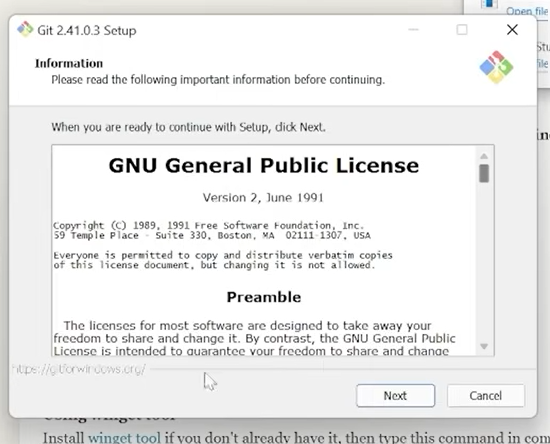 Open file
Git 2.41.0.3 Setup
Information
Please read the following important information before continuing.
When you are ready to continue with Setup, click Next.
GNU General Public License
Version 2, June 1991
Copyright (C) 1989, 1991 Free Software Foundation, Inc.
59 Temple Place - Suite 330, Boston, MA 02111-1307, USA
Everyone is permitted to copy and distribute verbatim copies
of this license document, but changing it is not allowed.
Preamble
The licenses for most software are designed to take away your
freedom to share and change it. By contrast, the GNU General Public
License is intended to guarantee your freedom to share and change
https://gitforwindows.org/
Next
Cancel
Using winget tool
Install winget tool if you don't already have it, then type this command in com